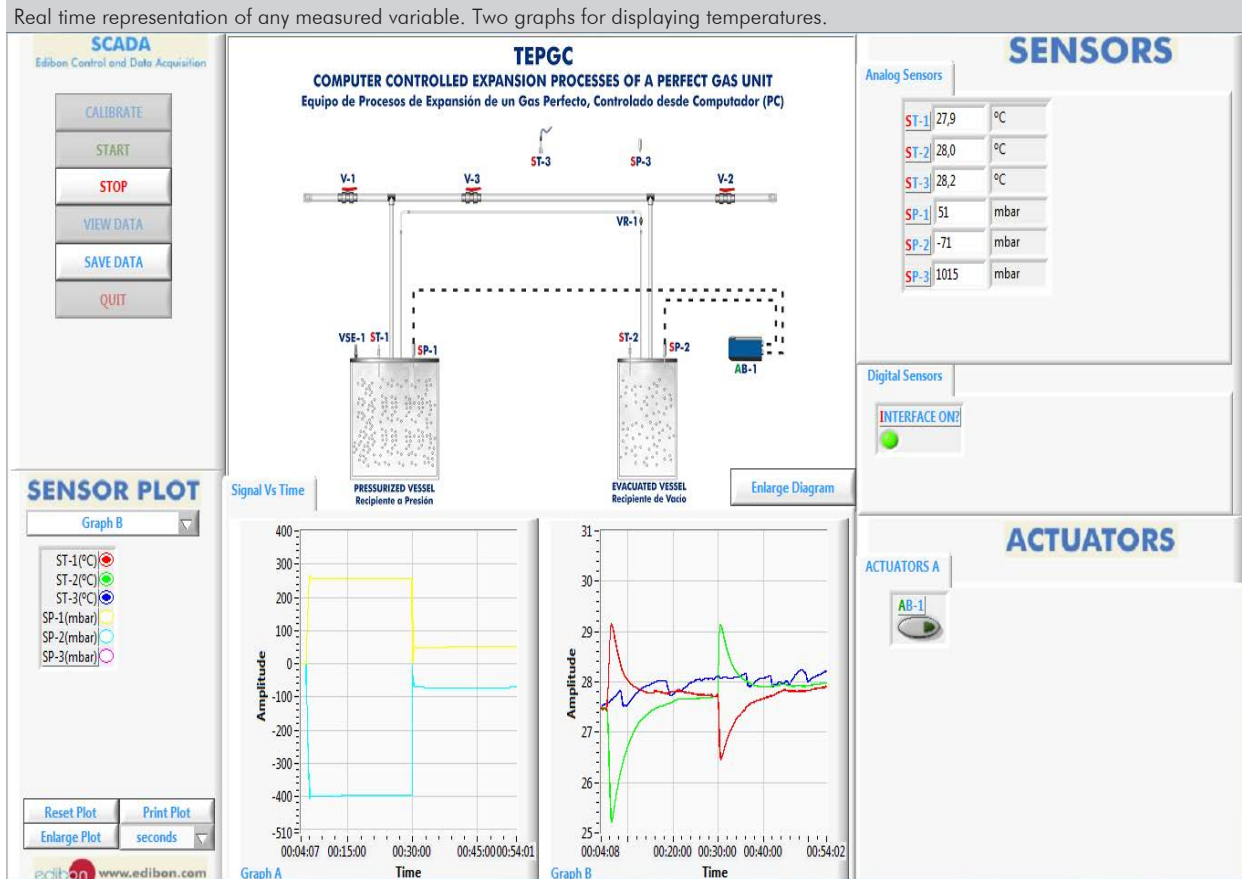 Real time representation of any measured variable. Two graphs for displaying temperatures.
SCADA
Edibon Control and Data Acquisition
CALIBRATE
START
STOP
VIEW DATA
SAVE DATA
QUIT
TEPGC
COMPUTER CONTROLLED EXPANSION PROCESSES OF A PERFECT GAS UNIT
Equipo de Procesos de Expansión de un Gas Perfecto, Controlado desde Computador (PC)
ST-3
SP-3
V-1
V-3
V-2
VR-1
VSE-1
ST-1
SP-1
ST-2
SP-2
AB-1
PRESSURIZED VESSEL
Recipiente a Presión
EVACUATED VESSEL
Recipiente de Vacío
Enlarge Diagram
SENSORS
Analog Sensors
ST-1 27,9 ºC
ST-2 28,0 ºC
ST-3 28,2 ºC
SP-1 51 mbar
SP-2 -71 mbar
SP-3 1015 mbar
Digital Sensors
INTERFACE ON?
SENSOR PLOT
Graph B
ST-1(ºC)
ST-2(ºC)
ST-3(ºC)
SP-1(mbar)
SP-2(mbar)
SP-3(mbar)
Reset Plot
Print Plot
Enlarge Plot
seconds
edibon www.edibon.com
Signal Vs Time
Amplitude
400
300
200
100
0
-100
-200
-300
-400
-510
00:04:07 00:15:00 00:30:00 00:45:00 00:54:01
Graph A
Time
Amplitude
31
30
29
28
27
26
25
00:04:08 00:20:00 00:30:00 00:40:00 00:54:02
Graph B
Time
ACTUATORS
ACTUATORS A
AB-1